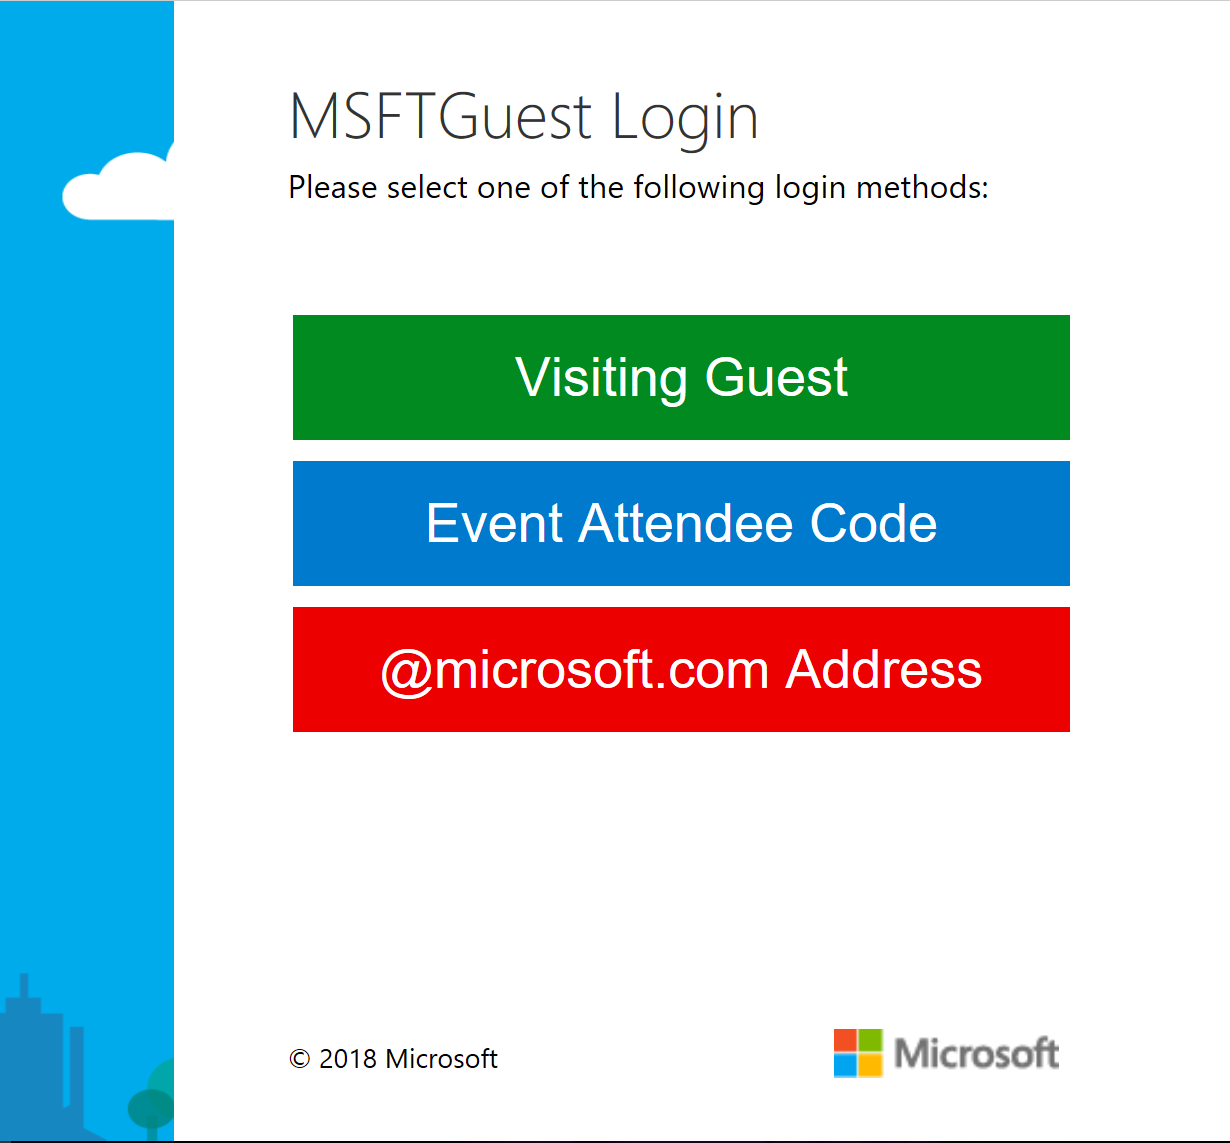 MSFTGuest Login
Please select one of the following login methods:
Visiting Guest
Event Attendee Code
@microsoft.com Address
© 2018 Microsoft
Microsoft